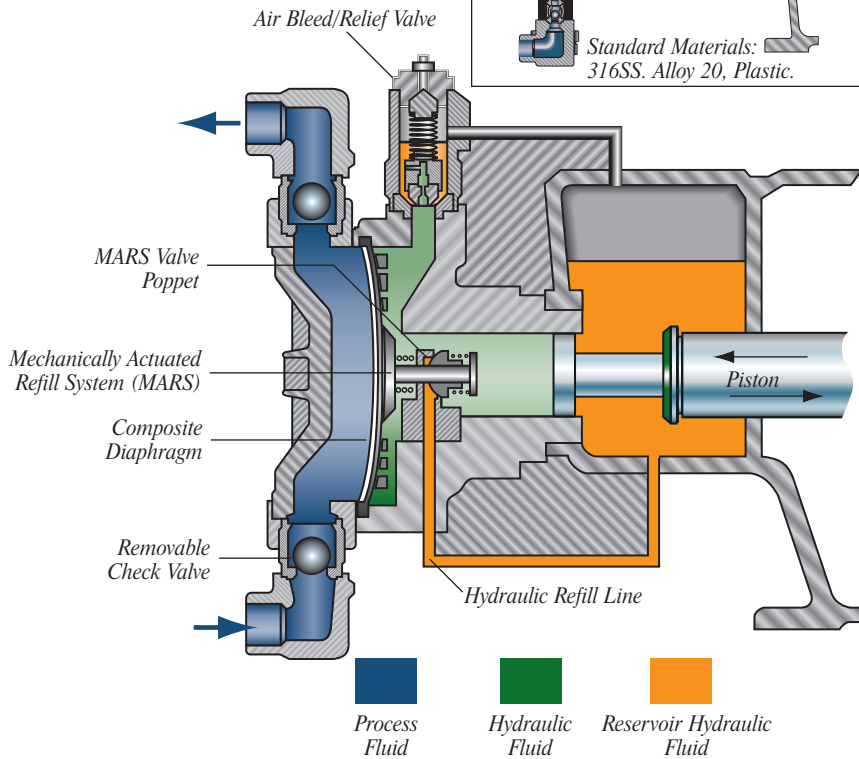 Air Bleed/Relief Valve
Standard Materials:
316SS. Alloy 20, Plastic.
MARS Valve
Poppet
Mechanically Actuated
Refill System (MARS)
Piston
Composite
Diaphragm
Removable
Check Valve
Hydraulic Refill Line
Process
Fluid
Hydraulic
Fluid
Reservoir Hydraulic
Fluid